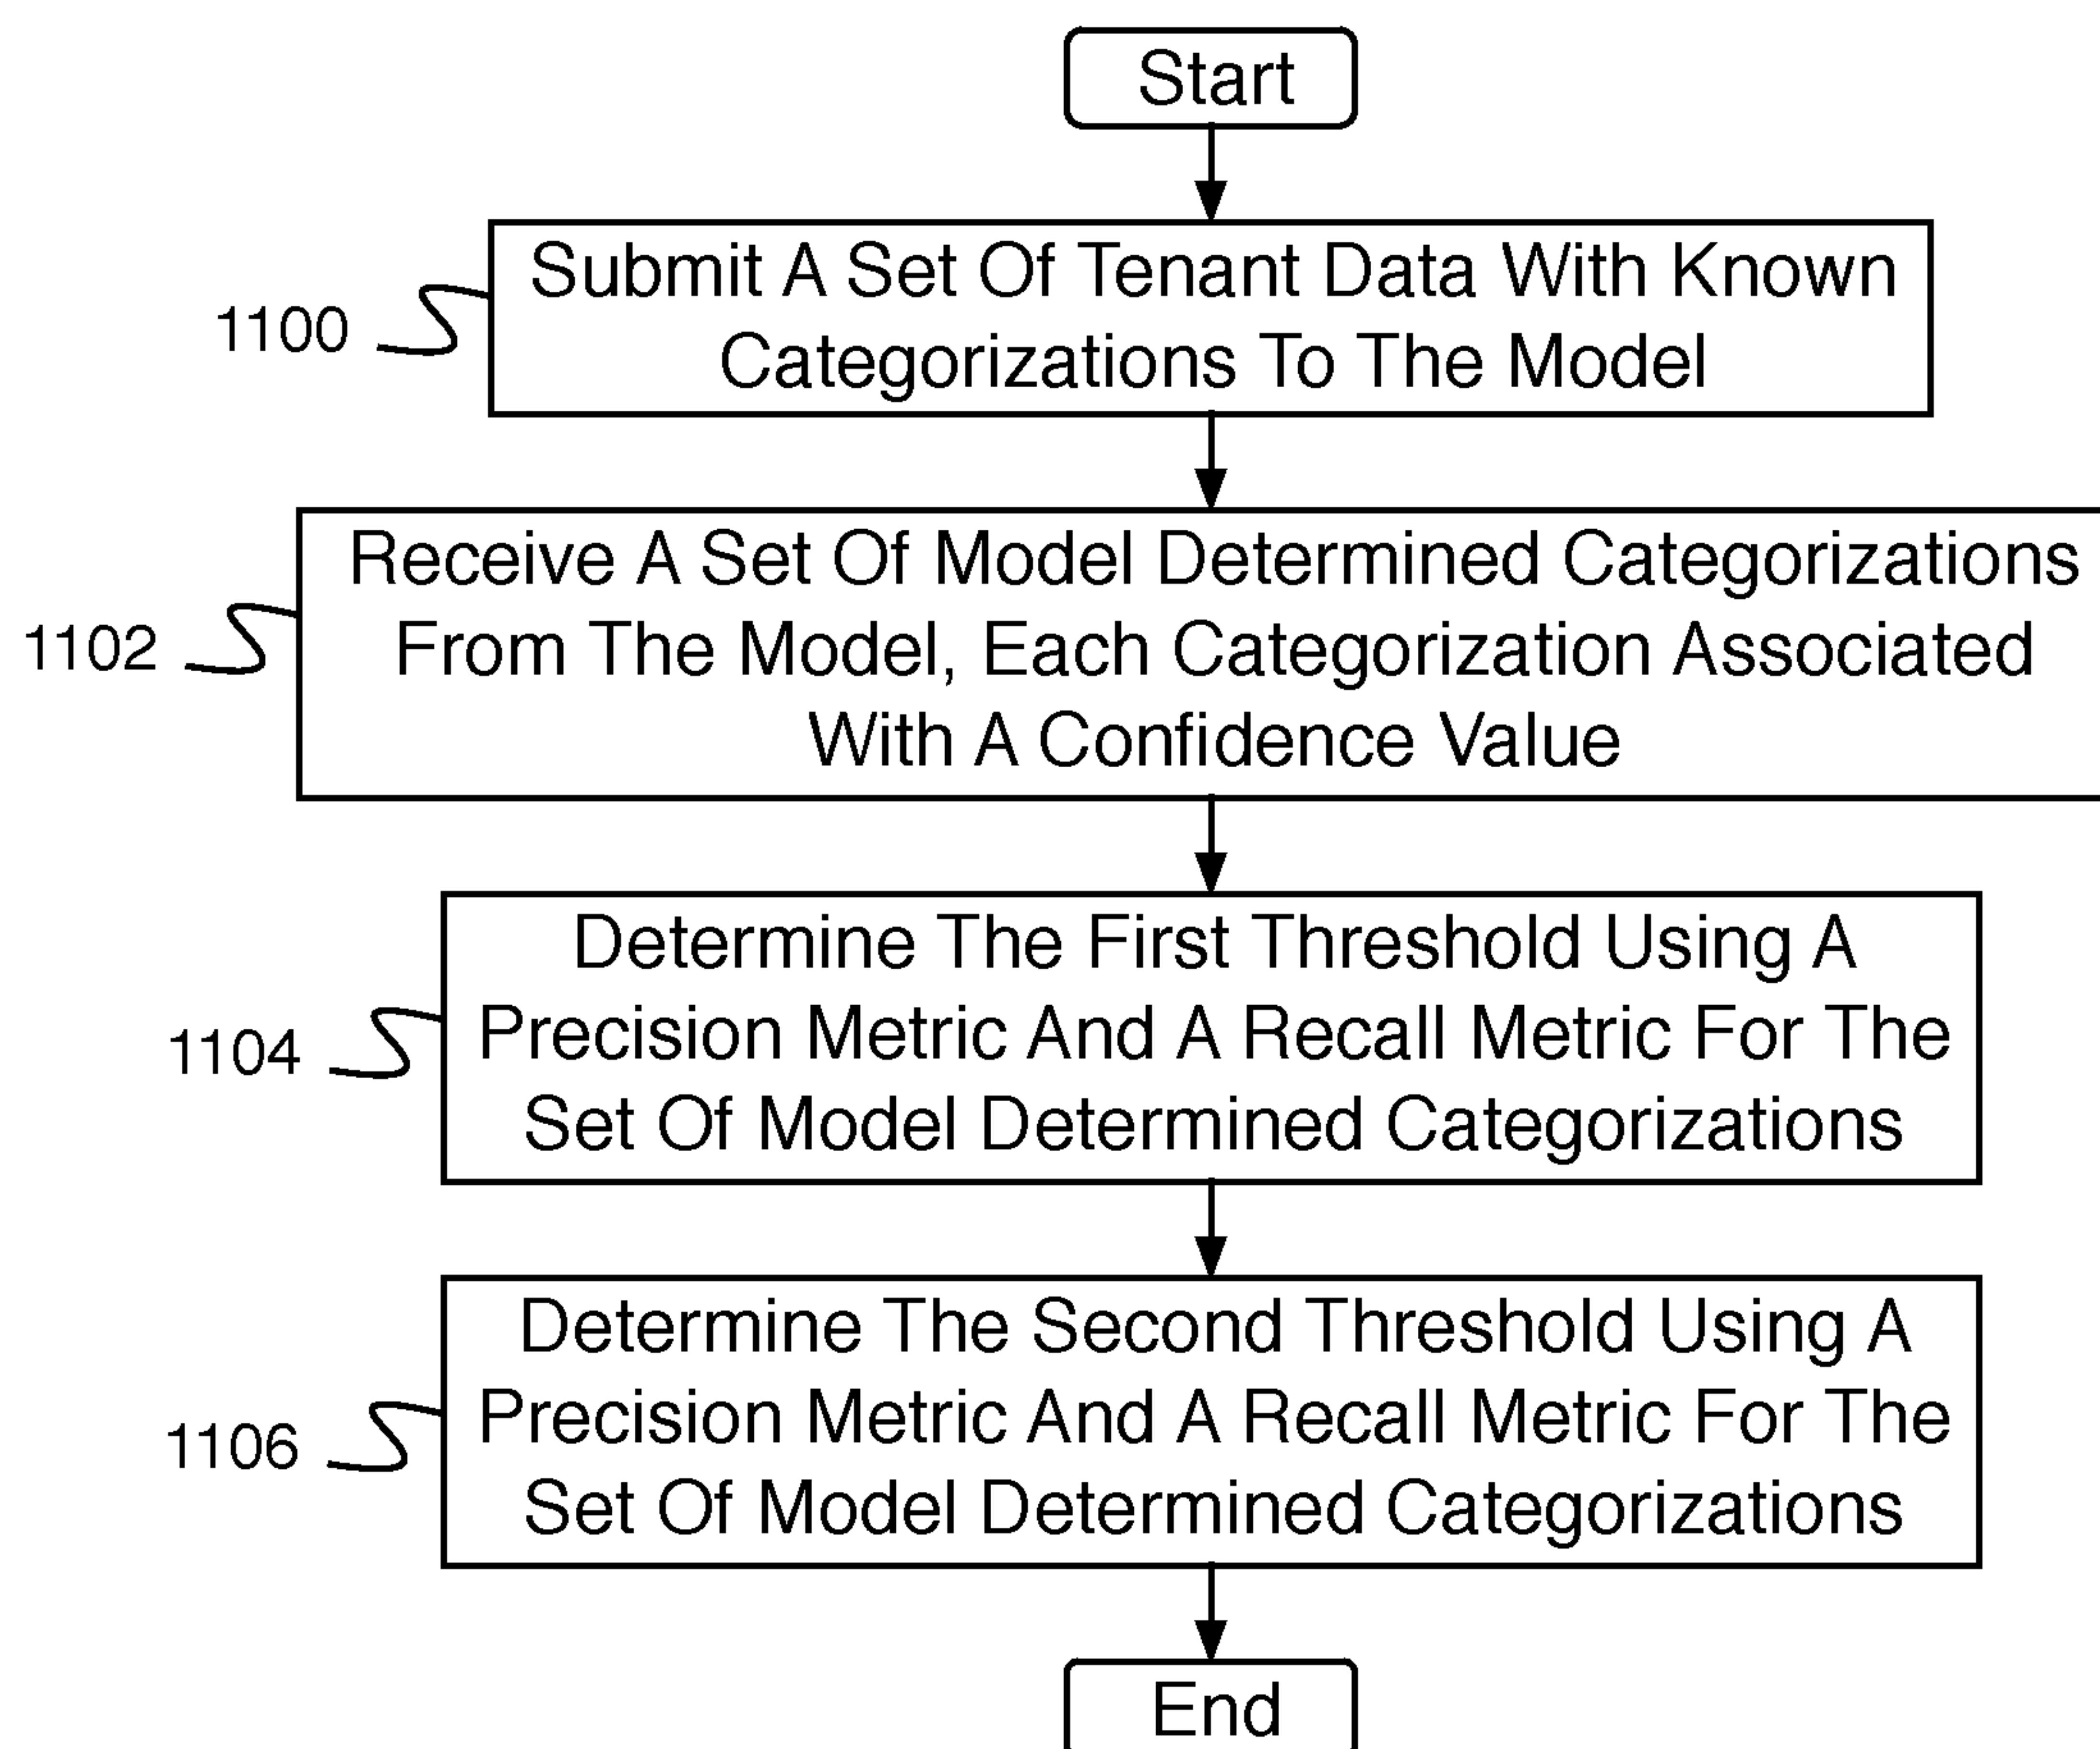 Start
Submit A Set Of Tenant Data With Known
Categorizations To The Model
1100
Receive A Set Of Model Determined Categorizations
From The Model, Each Categorization Associated
With A Confidence Value
1102
Determine The First Threshold Using A
Precision Metric And A Recall Metric For The
Set Of Model Determined Categorizations
1104
Determine The Second Threshold Using A
Precision Metric And A Recall Metric For The
Set Of Model Determined Categorizations
1106
End